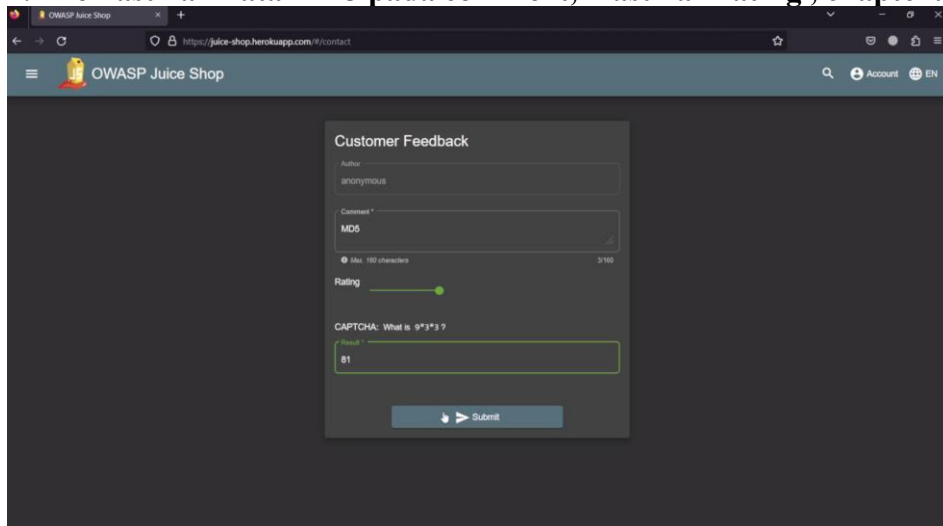 OWASP Juice Shop
https://juice-shop.herokuapp.com/#/contact
OWASP Juice Shop
Account
EN
Customer Feedback
Author
anonymous
Comment *
MD5
Max. 160 characters
3/160
Rating
CAPTCHA: What is 9*3*3 ?
Result *
81
Submit